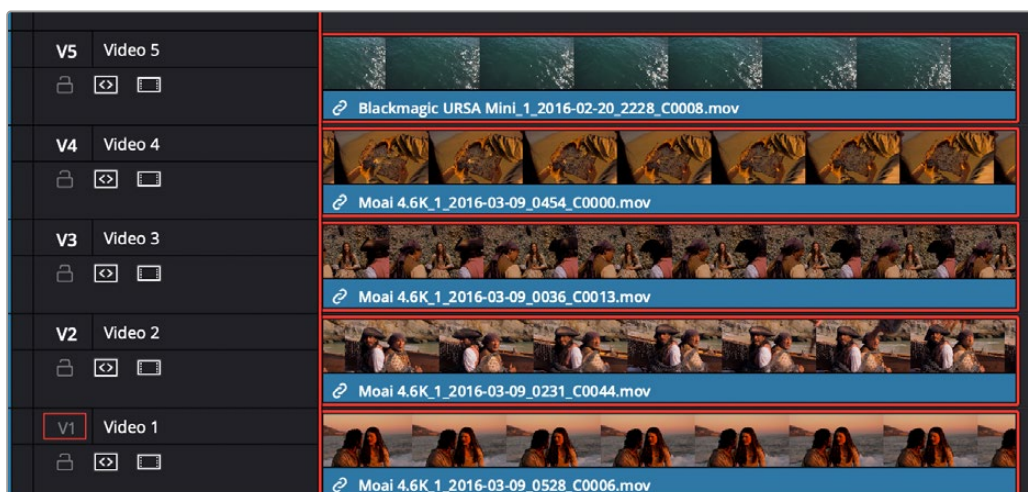 V5 Video 5
Blackmagic URSA Mini_1_2016-02-20_2228_C0008.mov
V4 Video 4
Moai 4.6K_1_2016-03-09_0454_C0000.mov
V3 Video 3
Moai 4.6K_1_2016-03-09_0036_C0013.mov
V2 Video 2
Moai 4.6K_1_2016-03-09_0231_C0044.mov
V1 Video 1
Moai 4.6K_1_2016-03-09_0528_C0006.mov